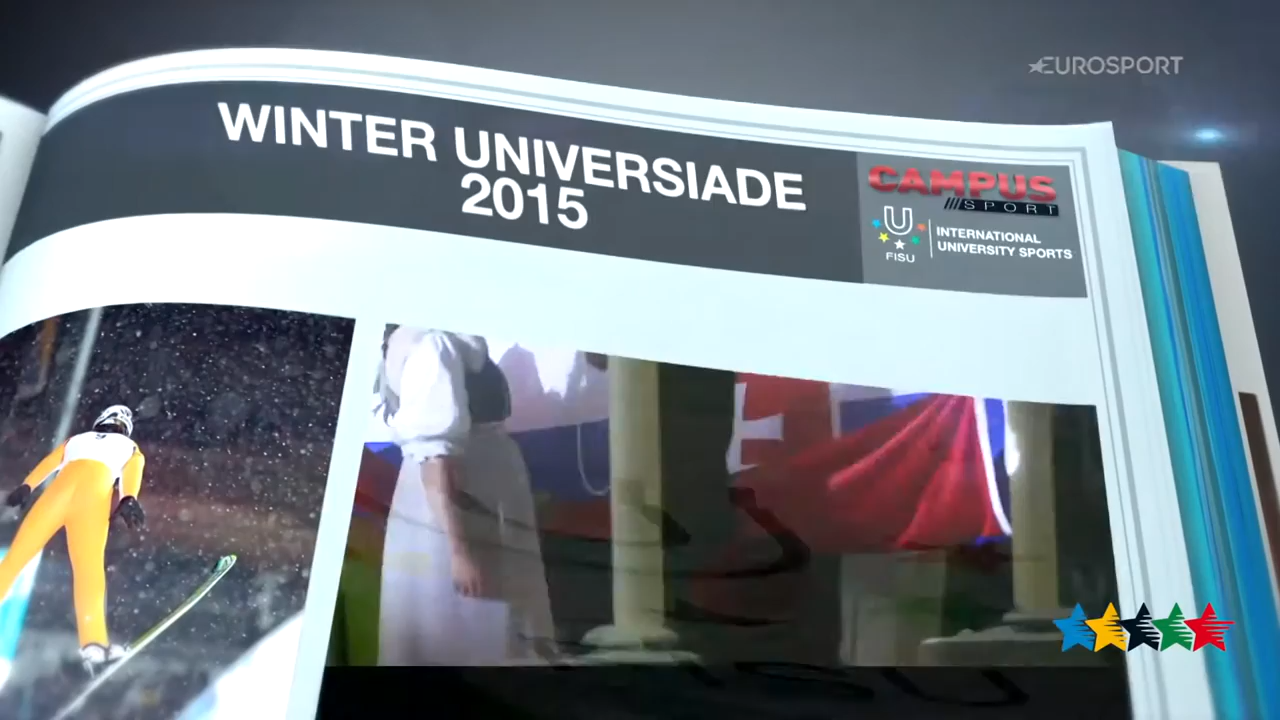 EUROSPORT
WINTER UNIVERSIADE
2015
CAMPUS
///SPORT
U
FISU
INTERNATIONAL
UNIVERSITY SPORTS